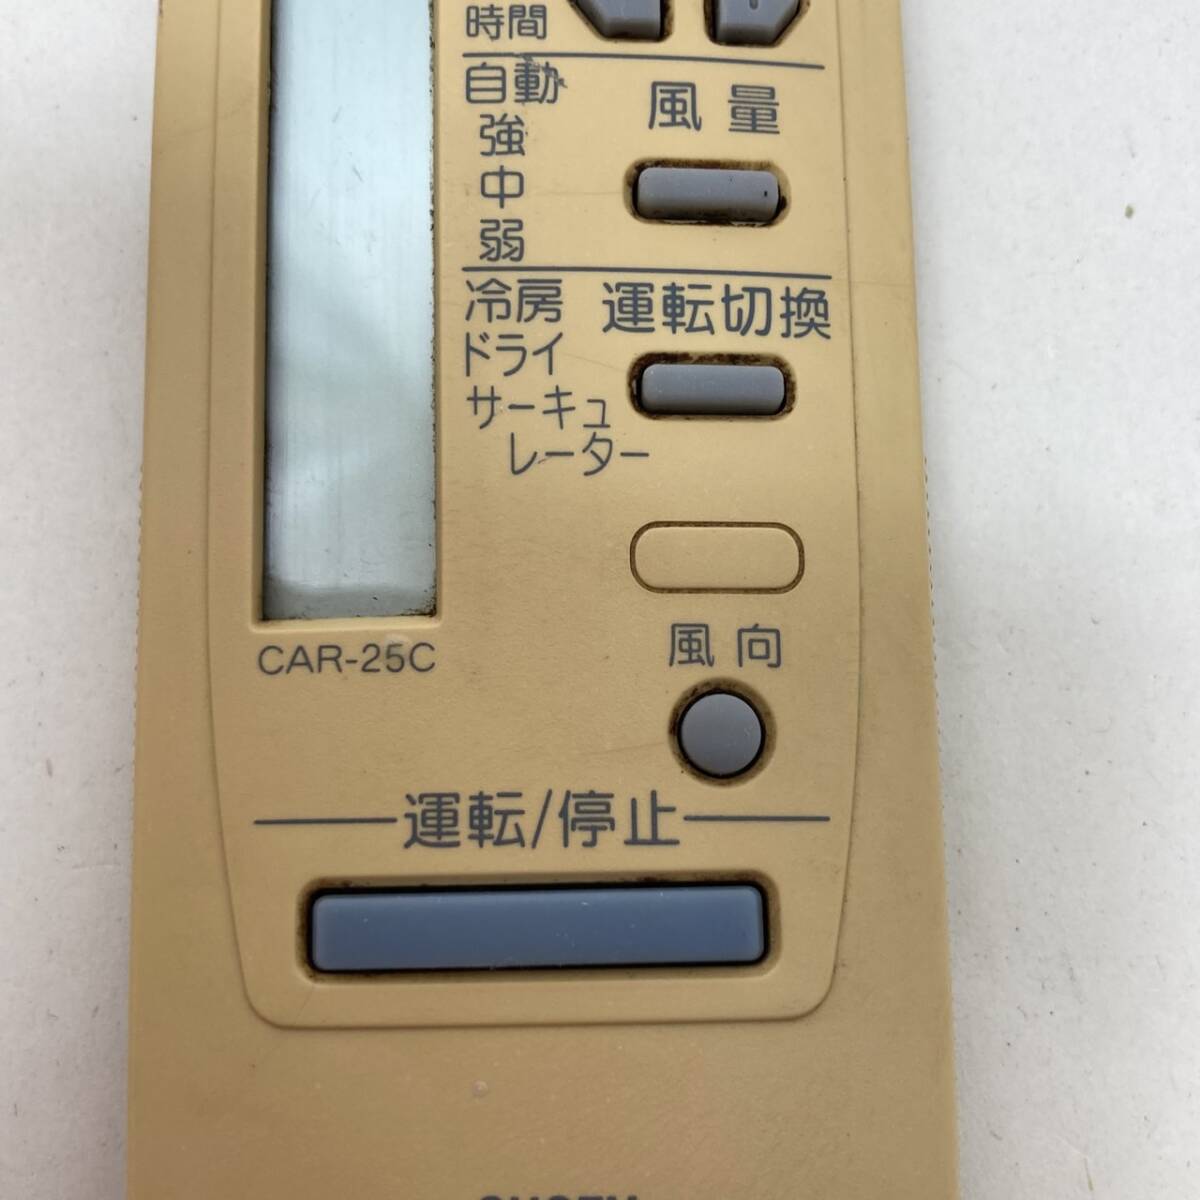 時間
自動
強
中
弱
風量
冷房
ドライ
サーキュ
レーター
運転切換
CAR-25C
風向
運転/停止